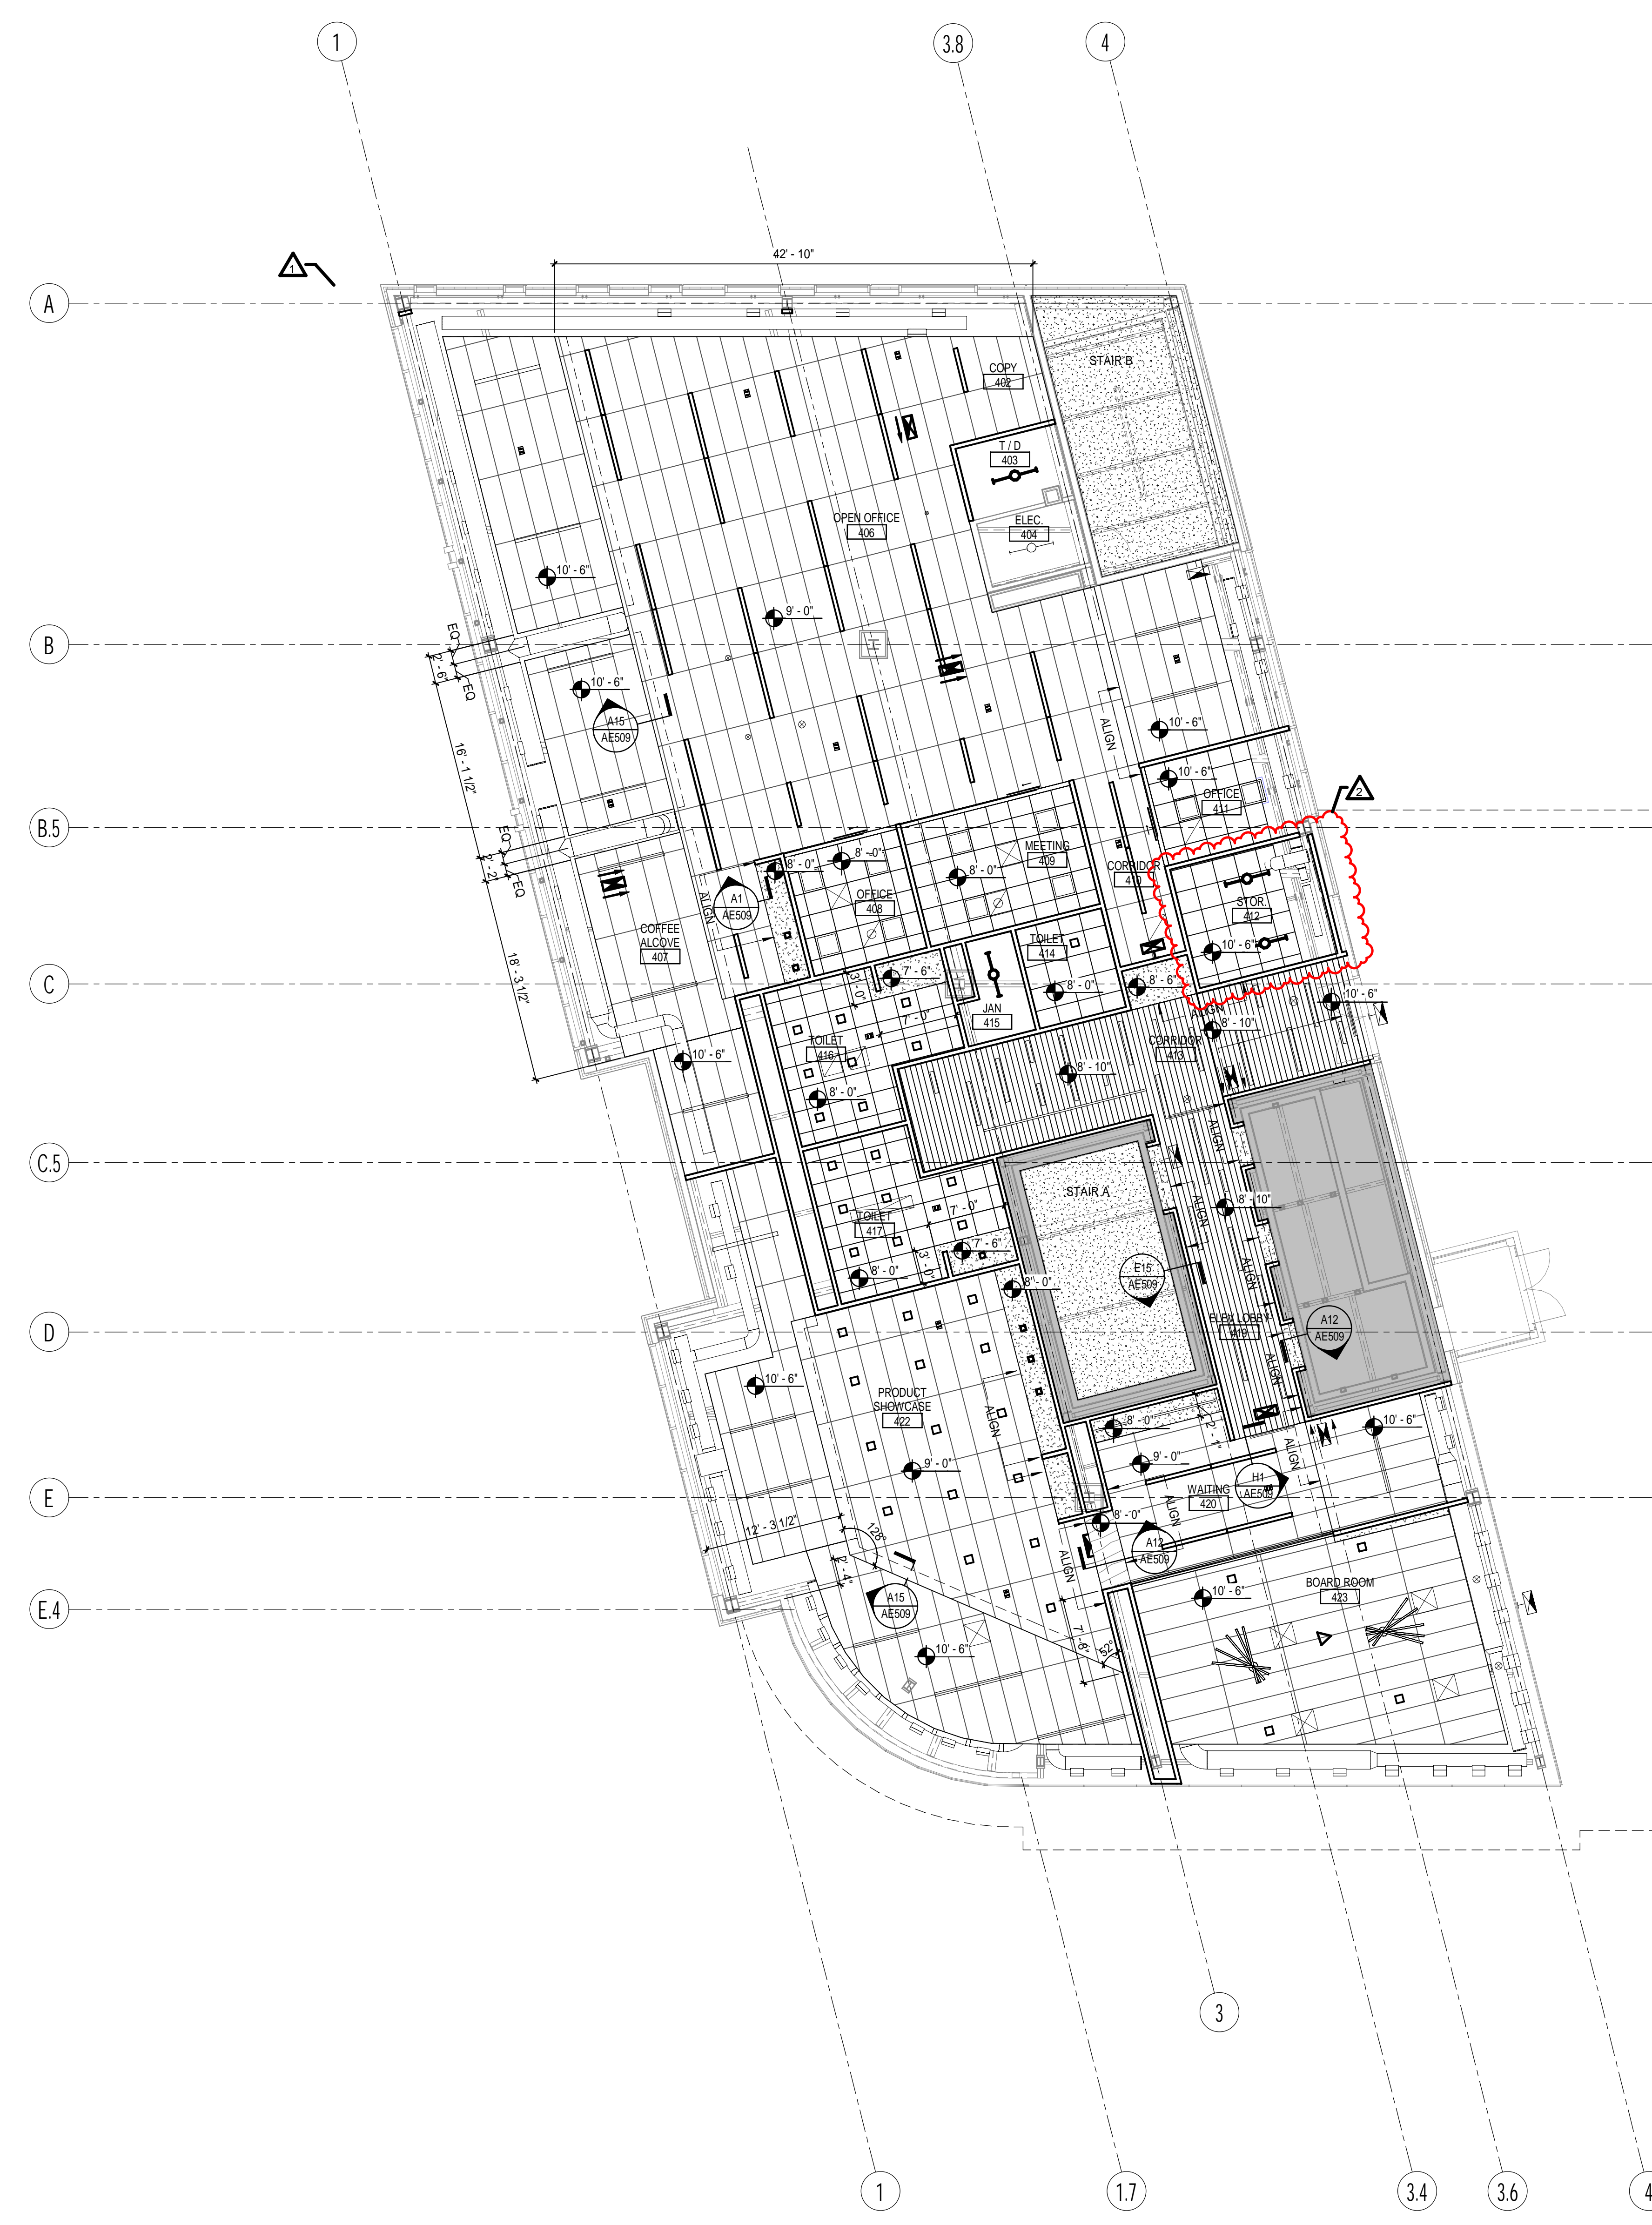 1
3.8
4
A
1
42' - 10"
STAIR B
COPY
402
T / D
403
OPEN OFFICE
406
ELEC.
404
10' - 6"
9' - 0"
B
EQ
2' - 6"
EQ
10' - 6"
A15
AE509
ALIGN
10' - 6"
16' - 1 1/2"
10' - 6"
OFFICE
411
2
B.5
EQ
2' - 2"
EQ
8' - 0"
8' - 0"
8' - 0"
MEETING
409
CORRIDOR
410
OFFICE
408
A1
AE509
ALIGN
STOR.
412
10' - 6"
COFFEE
ALCOVE
407
TOILET
414
C
18' - 3 1/2"
3' - 0"
7' - 6"
8' - 0"
8' - 6"
10' - 6"
7' - 0"
JAN
415
ALIGN
8' - 10"
TOILET
416
CORRIDOR
413
10' - 6"
8' - 10"
8' - 0"
ALIGN
C.5
STAIR A
8' - 10"
ALIGN
TOILET
417
7' - 0"
7' - 6"
3' - 0"
8' - 0"
8' - 0"
E15
AE509
ALIGN
D
ELEV LOBBY
419
A12
AE509
ALIGN
10' - 6"
PRODUCT
SHOWCASE
422
ALIGN
8' - 0"
2' - 1"
10' - 6"
9' - 0"
9' - 0"
ALIGN
E
WAITING
420
H1
AE509
ALIGN
12' - 3 1/2"
128°
8' - 0"
A12
AE509
ALIGN
2' - 4"
A15
AE509
10' - 6"
BOARD ROOM
423
E.4
7' - 8"
52°
10' - 6"
3
1
1.7
3.4
3.6
4